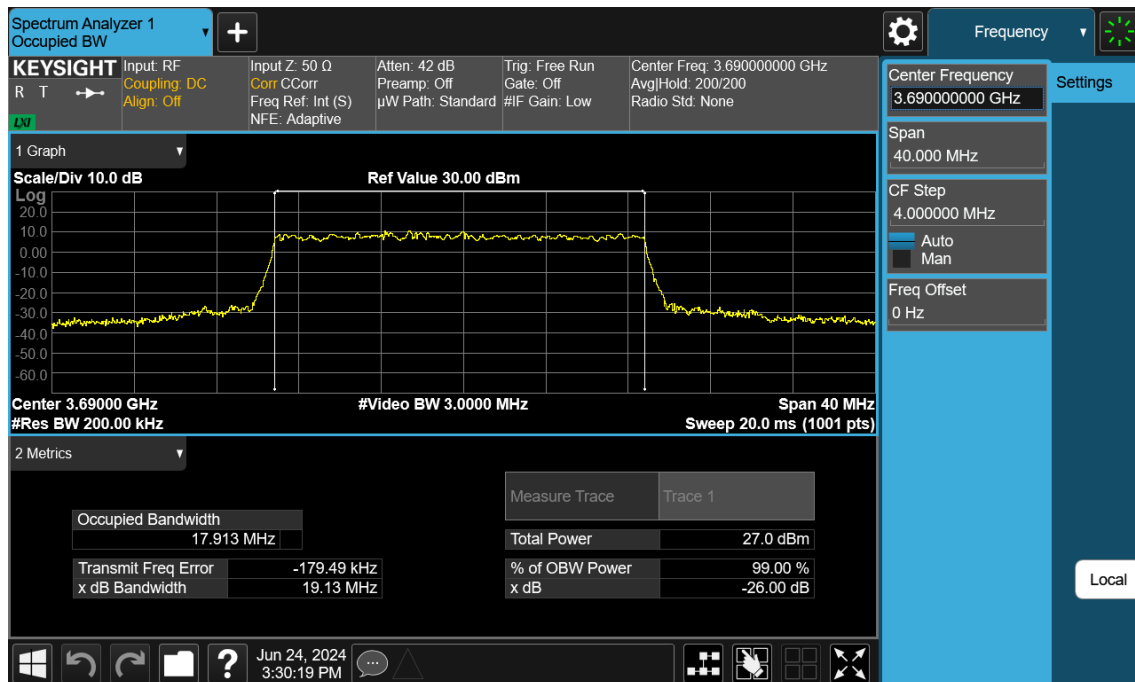 Spectrum Analyzer 1
Occupied BW
Frequency
KEYSIGHT
R T
LXI
Input: RF
Coupling: DC
Align: Off
Input Z: 50 Ω
Corr CCorr
Freq Ref: Int (S)
NFE: Adaptive
Atten: 42 dB
Preamp: Off
µW Path: Standard
Trig: Free Run
Gate: Off
#IF Gain: Low
Center Freq: 3.690000000 GHz
Avg|Hold: 200/200
Radio Std: None
1 Graph
Scale/Div 10.0 dB
Ref Value 30.00 dBm
Log
20.0
10.0
0.00
-10.0
-20.0
-30.0
-40.0
-50.0
-60.0
Center 3.69000 GHz
#Video BW 3.0000 MHz
Span 40 MHz
#Res BW 200.00 kHz
Sweep 20.0 ms (1001 pts)
2 Metrics
Measure Trace Trace 1
Occupied Bandwidth
17.913 MHz
Total Power 27.0 dBm
Transmit Freq Error -179.49 kHz
% of OBW Power 99.00 %
x dB Bandwidth 19.13 MHz
x dB -26.00 dB
Center Frequency
3.690000000 GHz
Span
40.000 MHz
CF Step
4.000000 MHz
Auto
Man
Freq Offset
0 Hz
Settings
Local
?
Jun 24, 2024
3:30:19 PM